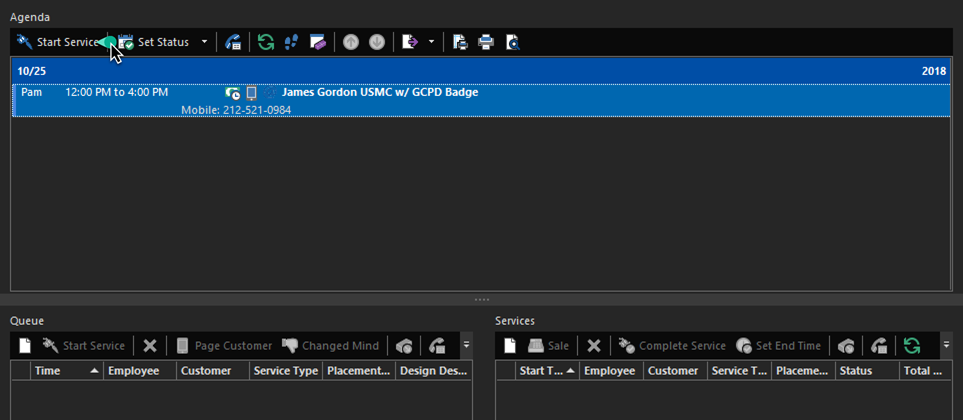 Agenda
Start Service Set Status
10/25 2018
Pam 12:00 PM to 4:00 PM James Gordon USMC w/ GCPD Badge
Mobile: 212-521-0984
Queue
Start Service Page Customer Changed Mind
Time Employee Customer Service Type Placement... Design Des...
Services
Sale Complete Service Set End Time
Start T... Employee Customer Service T... Placeme... Status Total ...